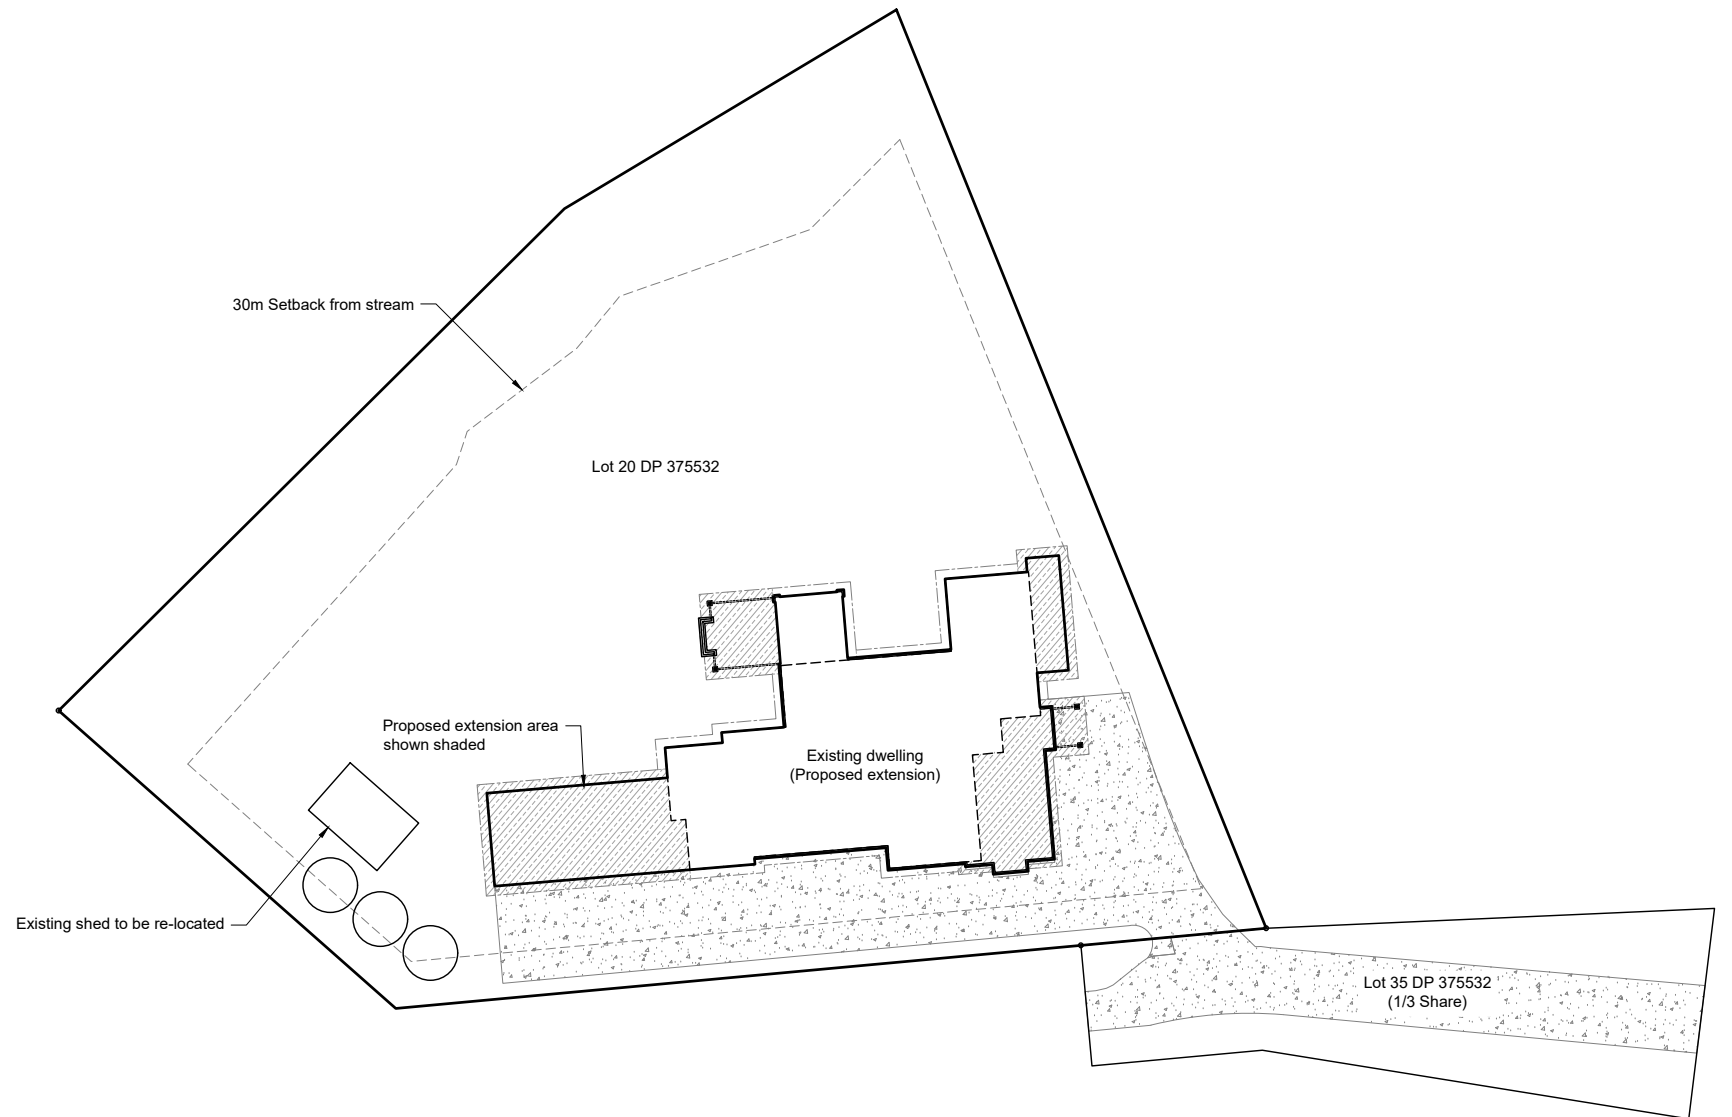 30m Setback from stream
Lot 20 DP 375532
Proposed extension area
shown shaded
Existing dwelling
(Proposed extension)
Existing shed to be re-located
Lot 35 DP 375532
(1/3 Share)